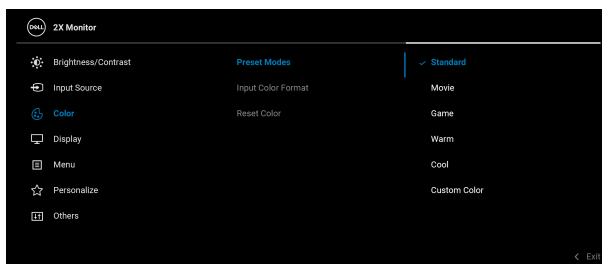 DELL 2X Monitor
Brightness/Contrast Preset Modes Standard
Input Source Input Color Format Movie
Color Reset Color Game
Display Warm
Menu Cool
Personalize Custom Color
Others
Exit